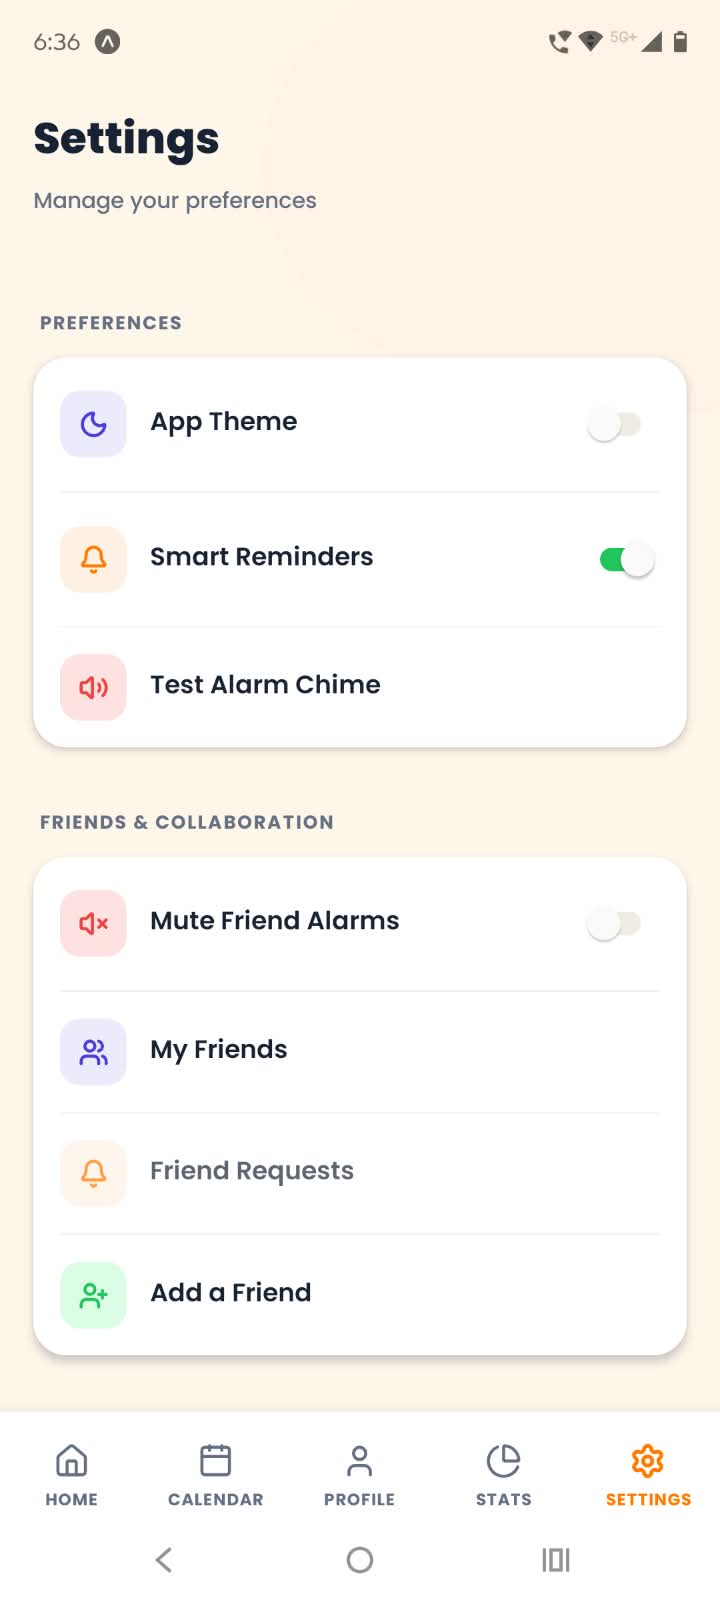 6:36
5G+
Settings
Manage your preferences
PREFERENCES
App Theme
Smart Reminders
Test Alarm Chime
FRIENDS & COLLABORATION
Mute Friend Alarms
My Friends
Friend Requests
Add a Friend
HOME
CALENDAR
PROFILE
STATS
SETTINGS